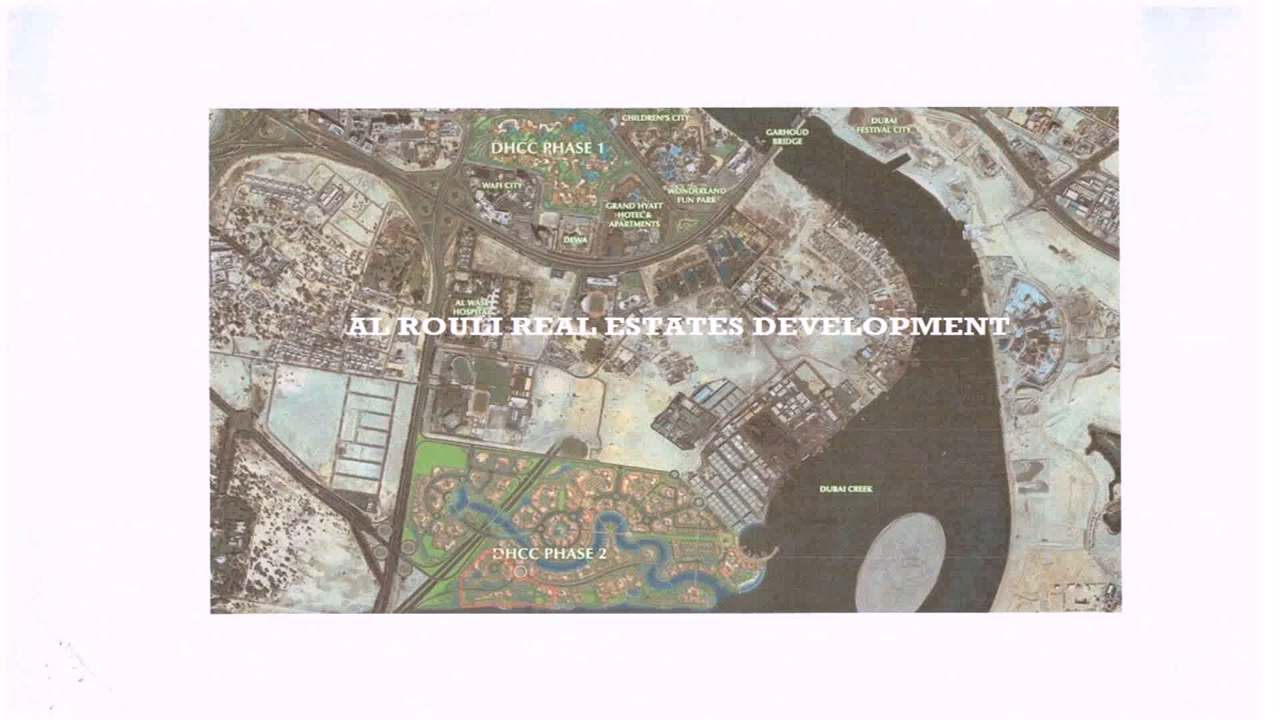 CHILDREN'S CITY
GARHOUD
BRIDGE
DUBAI
FESTIVAL CITY
DHCC PHASE 1
WAFI CITY
WONDERLAND
FUN PARK
GRAND HYATT
HOTEL &
APARTMENTS
DEWA
AL WASL
HOSPITAL
AL ROULI REAL ESTATES DEVELOPMENT
DUBAI CREEK
DHCC PHASE 2